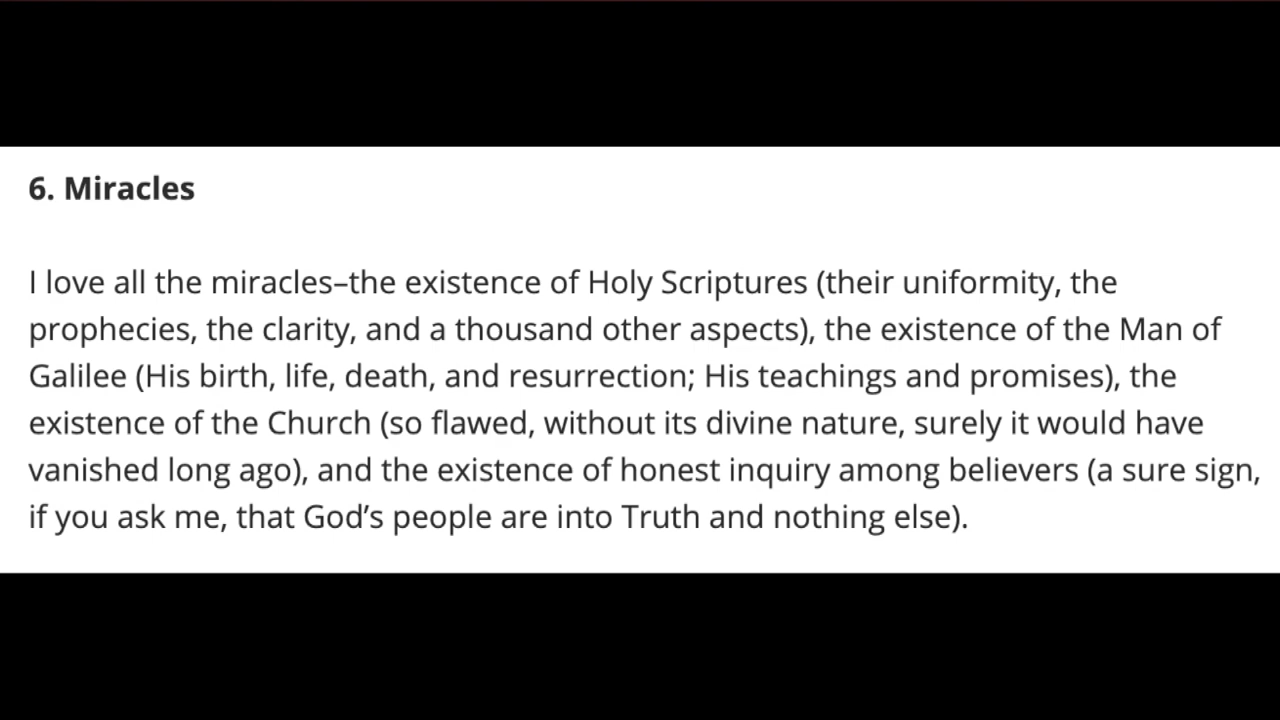 6. Miracles
I love all the miracles–the existence of Holy Scriptures (their uniformity, the
prophecies, the clarity, and a thousand other aspects), the existence of the Man of
Galilee (His birth, life, death, and resurrection; His teachings and promises), the
existence of the Church (so flawed, without its divine nature, surely it would have
vanished long ago), and the existence of honest inquiry among believers (a sure sign,
if you ask me, that God’s people are into Truth and nothing else).